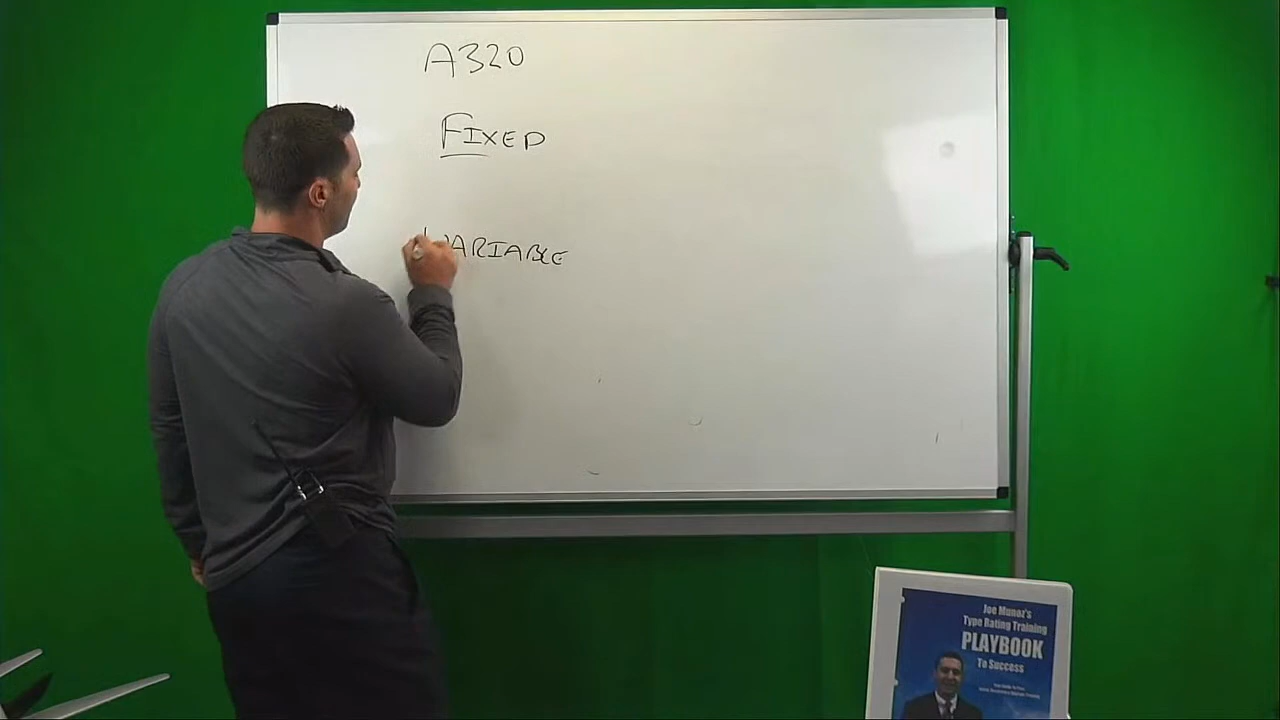 A320
FIXED
VARIABLE
Joe Munoz's
Type Rating Training
PLAYBOOK
To Success